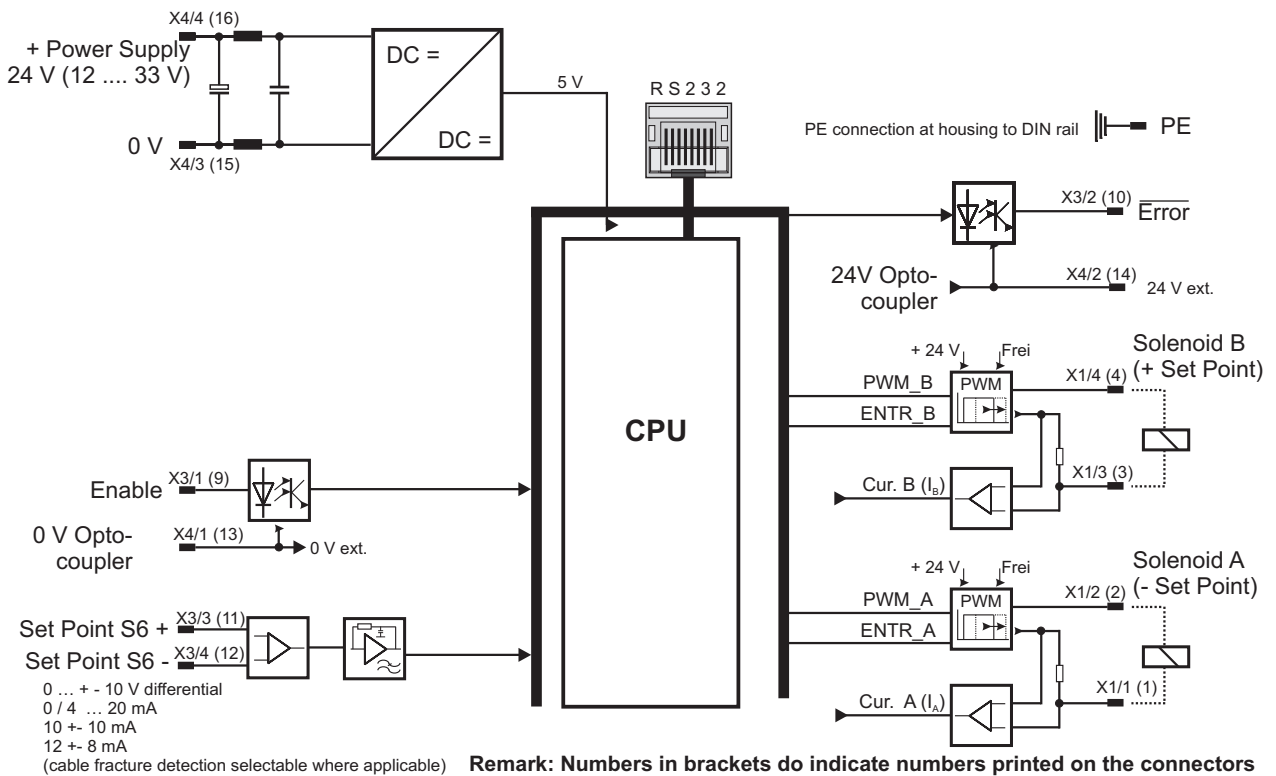 X4/4 (16)
+ Power Supply
24 V (12 .... 33 V)
0 V
X4/3 (15)
DC =
DC =
5 V
R S 2 3 2
PE connection at housing to DIN rail
PE
X3/2 (10)
Error
24V Opto-
coupler
X4/2 (14)
24 V ext.
+ 24 V
Frei
Solenoid B
(+ Set Point)
PWM_B
PWM
X1/4 (4)
ENTR_B
CPU
X1/3 (3)
Cur. B (IB)
Enable
X3/1 (9)
0 V Opto-
coupler
X4/1 (13)
0 V ext.
+ 24 V
Frei
Solenoid A
(- Set Point)
PWM_A
PWM
X1/2 (2)
ENTR_A
Set Point S6 +
X3/3 (11)
Set Point S6 -
X3/4 (12)
0 ... + - 10 V differential
0 / 4 ... 20 mA
10 +- 10 mA
12 +- 8 mA
(cable fracture detection selectable where applicable)
X1/1 (1)
Cur. A (IA)
Remark: Numbers in brackets do indicate numbers printed on the connectors